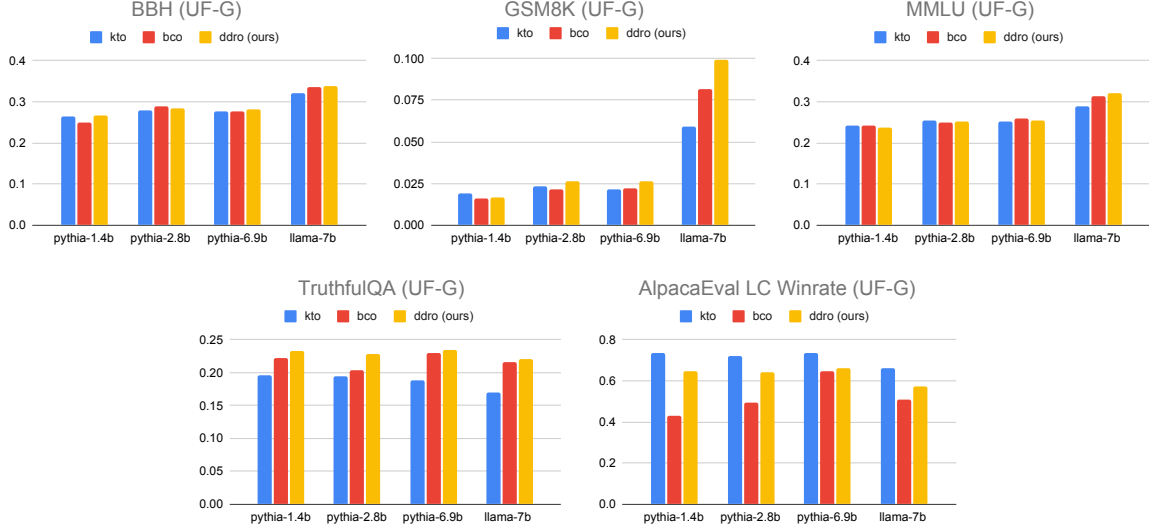 BBH (UF-G)
kto bco ddro (ours)
0.4
0.3
0.2
0.1
0.0
pythia-1.4b pythia-2.8b pythia-6.9b llama-7b
GSM8K (UF-G)
kto bco ddro (ours)
0.100
0.075
0.050
0.025
0.000
pythia-1.4b pythia-2.8b pythia-6.9b llama-7b
MMLU (UF-G)
kto bco ddro (ours)
0.4
0.3
0.2
0.1
0.0
pythia-1.4b pythia-2.8b pythia-6.9b llama-7b
TruthfulQA (UF-G)
kto bco ddro (ours)
0.25
0.20
0.15
0.10
0.05
0.00
pythia-1.4b pythia-2.8b pythia-6.9b llama-7b
AlpacaEval LC Winrate (UF-G)
kto bco ddro (ours)
0.8
0.6
0.4
0.2
0.0
pythia-1.4b pythia-2.8b pythia-6.9b llama-7b